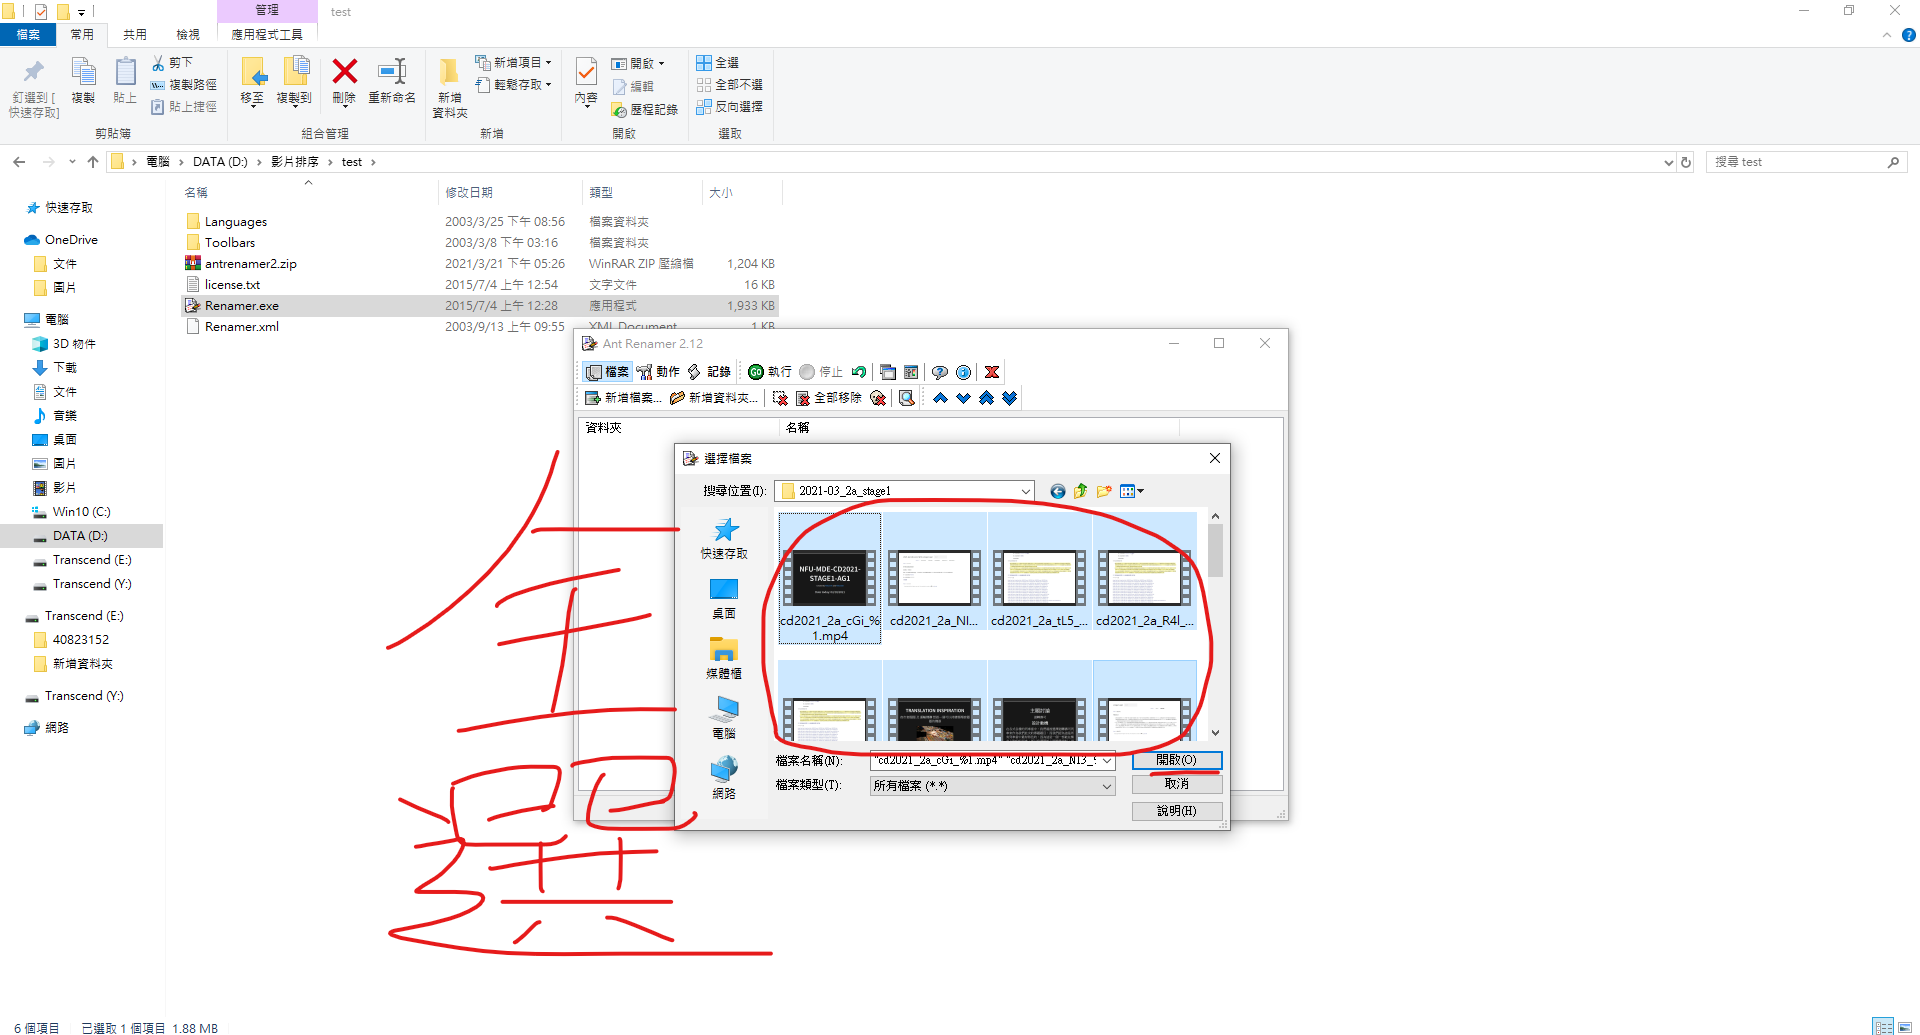 管理
test
檔案
常用
共用
檢視
應用程式工具
釘選到 [
快速存取]
複製
貼上
剪下
複製路徑
貼上捷徑
剪貼簿
移至
複製到
刪除
重新命名
組合管理
新增
資料夾
新增項目
輕鬆存取
新增
內容
開啟
編輯
歷程記錄
開啟
全選
全部不選
反向選擇
選取
電腦 › DATA (D:) › 影片排序 › test ›
搜尋 test
名稱 修改日期 類型 大小
Languages 2003/3/25 下午 08:56 檔案資料夾
Toolbars 2003/3/8 下午 03:16 檔案資料夾
antrenamer2.zip 2021/3/21 下午 05:26 WinRAR ZIP 壓縮檔 1,204 KB
license.txt 2015/7/4 上午 12:54 文字文件 16 KB
Renamer.exe 2015/7/4 上午 12:28 應用程式 1,933 KB
Renamer.xml 2003/9/13 上午 09:55 XML Document 1 KB
快速存取
OneDrive
文件
圖片
電腦
3D 物件
下載
文件
音樂
桌面
圖片
影片
Win10 (C:)
DATA (D:)
Transcend (E:)
Transcend (Y:)
Transcend (E:)
40823152
新增資料夾
Transcend (Y:)
網路
Ant Renamer 2.12
檔案 動作 記錄 執行 停止
新增檔案... 新增資料夾... 全部移除
資料夾 名稱
選擇檔案
搜尋位置(I): 2021-03_2a_stage1
快速存取
桌面
媒體櫃
電腦
網路
NFU-MDE-CD2021-
STAGE1-AG1
cd2021_2a_cGi_%
1.mp4
cd2021_2a_NI...
cd2021_2a_tL5_...
cd2021_2a_R4l_...
TRANSLATION INSPIRATION
檔案名稱(N): "cd2021_2a_cGi_%1.mp4" "cd2021_2a_NI3_
檔案類型(T): 所有檔案 (*.*)
開啟(O)
取消
說明(H)
全
選
6 個項目 已選取 1 個項目 1.88 MB